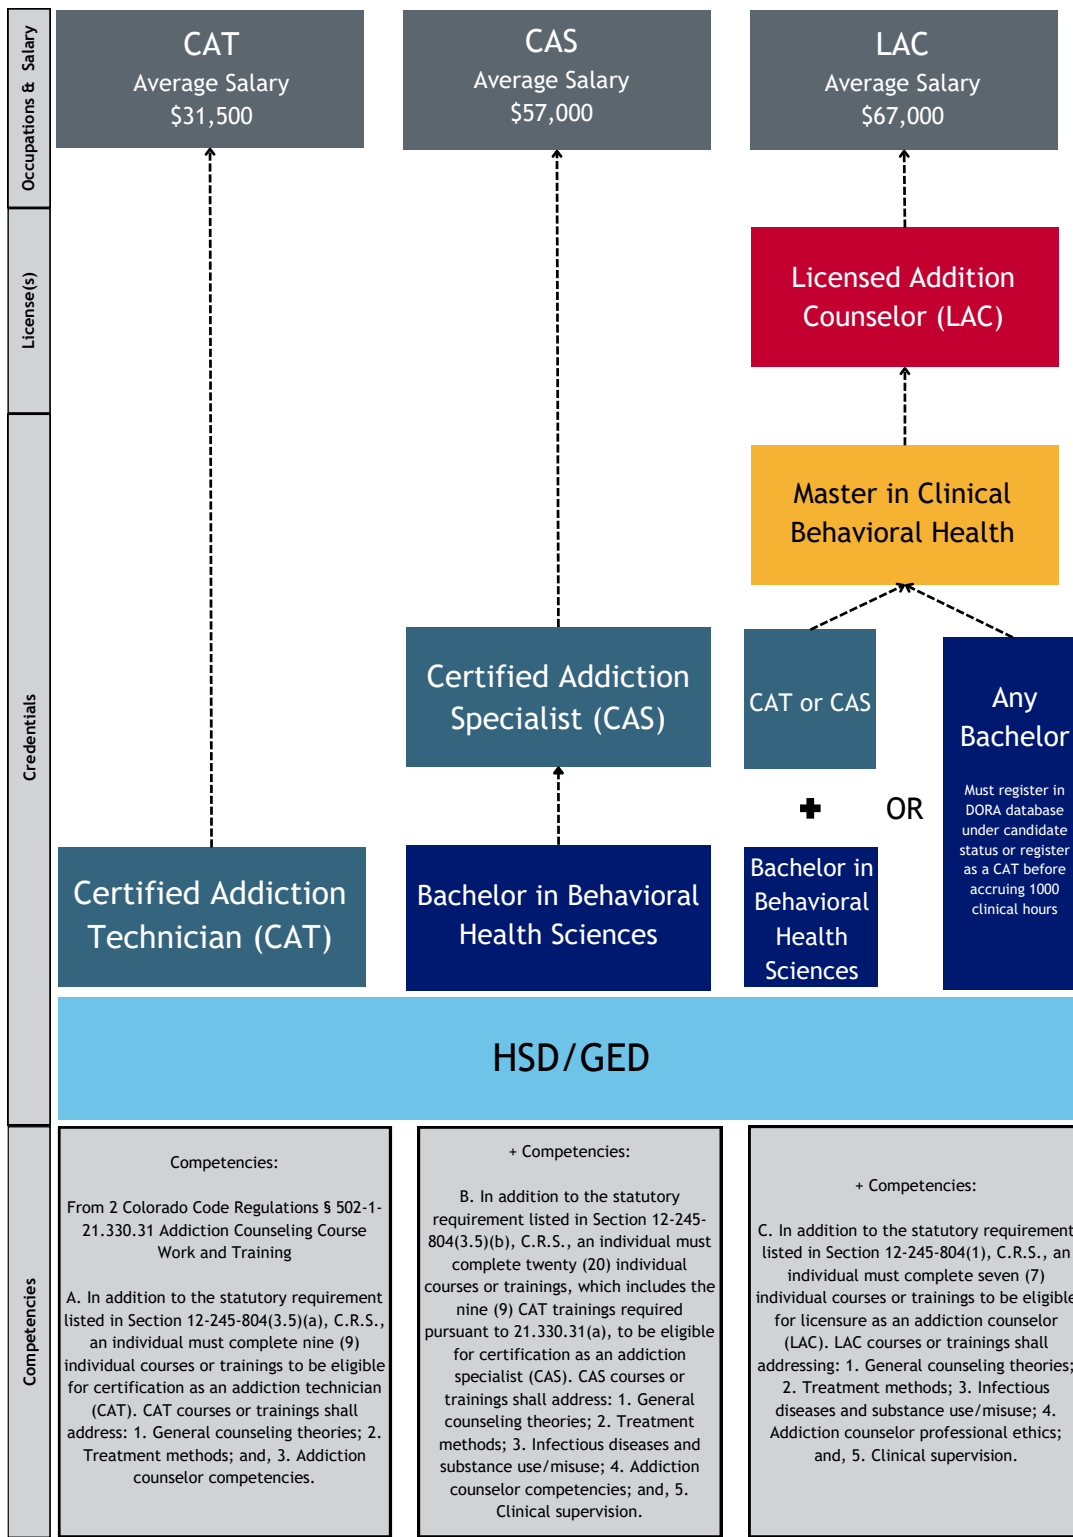 Occupations & Salary
CAT
Average Salary
$31,500
CAS
Average Salary
$57,000
LAC
Average Salary
$67,000
License(s)
Licensed Addition
Counselor (LAC)
Credentials
Master in Clinical
Behavioral Health
Certified Addiction
Specialist (CAS)
CAT or CAS
Any
Bachelor
Must register in
DORA database
under candidate
status or register
as a CAT before
accruing 1000
clinical hours
+
OR
Certified Addiction
Technician (CAT)
Bachelor in Behavioral
Health Sciences
Bachelor in
Behavioral
Health
Sciences
HSD/GED
Competencies
Competencies:
From 2 Colorado Code Regulations § 502-1-
21.330.31 Addiction Counseling Course
Work and Training
A. In addition to the statutory requirement
listed in Section 12-245-804(3.5)(a), C.R.S.,
an individual must complete nine (9)
individual courses or trainings to be eligible
for certification as an addiction technician
(CAT). CAT courses or trainings shall
address: 1. General counseling theories; 2.
Treatment methods; and, 3. Addiction
counselor competencies.
+ Competencies:
B. In addition to the statutory
requirement listed in Section 12-245-
804(3.5)(b), C.R.S., an individual must
complete twenty (20) individual
courses or trainings, which includes the
nine (9) CAT trainings required
pursuant to 21.330.31(a), to be eligible
for certification as an addiction
specialist (CAS). CAS courses or
trainings shall address: 1. General
counseling theories; 2. Treatment
methods; 3. Infectious diseases and
substance use/misuse; 4. Addiction
counselor competencies; and, 5.
Clinical supervision.
+ Competencies:
C. In addition to the statutory requirement
listed in Section 12-245-804(1), C.R.S., an
individual must complete seven (7)
individual courses or trainings to be eligible
for licensure as an addiction counselor
(LAC). LAC courses or trainings shall
addressing: 1. General counseling theories;
2. Treatment methods; 3. Infectious
diseases and substance use/misuse; 4.
Addiction counselor professional ethics;
and, 5. Clinical supervision.